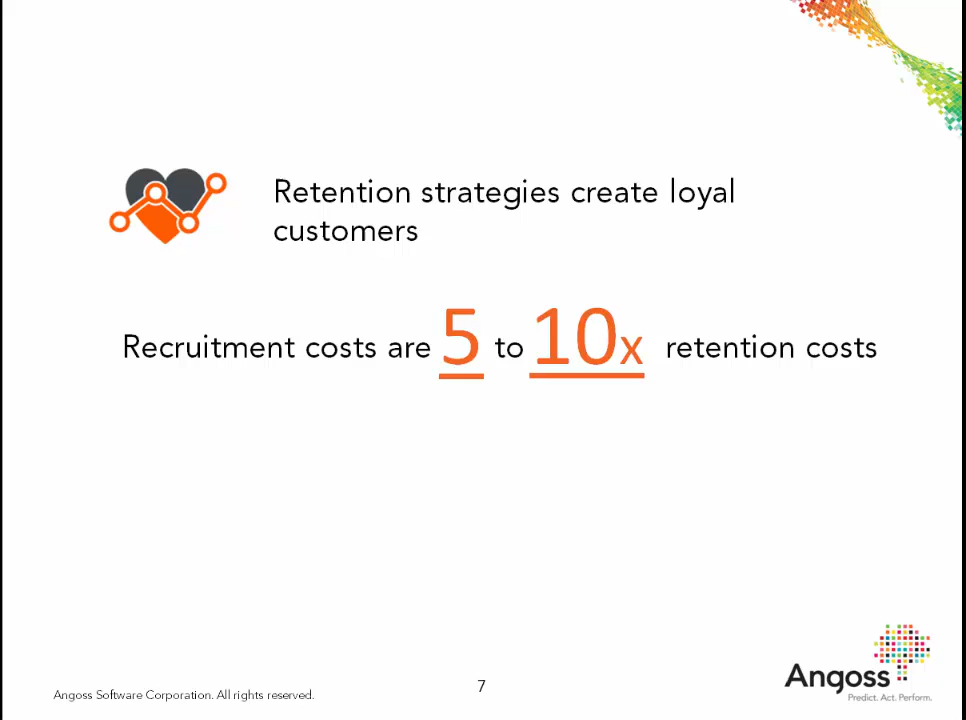 Retention strategies create loyal
customers
Recruitment costs are 5 to 10x retention costs
Angoss Software Corporation. All rights reserved.
7
Angoss
Predict. Act. Perform.